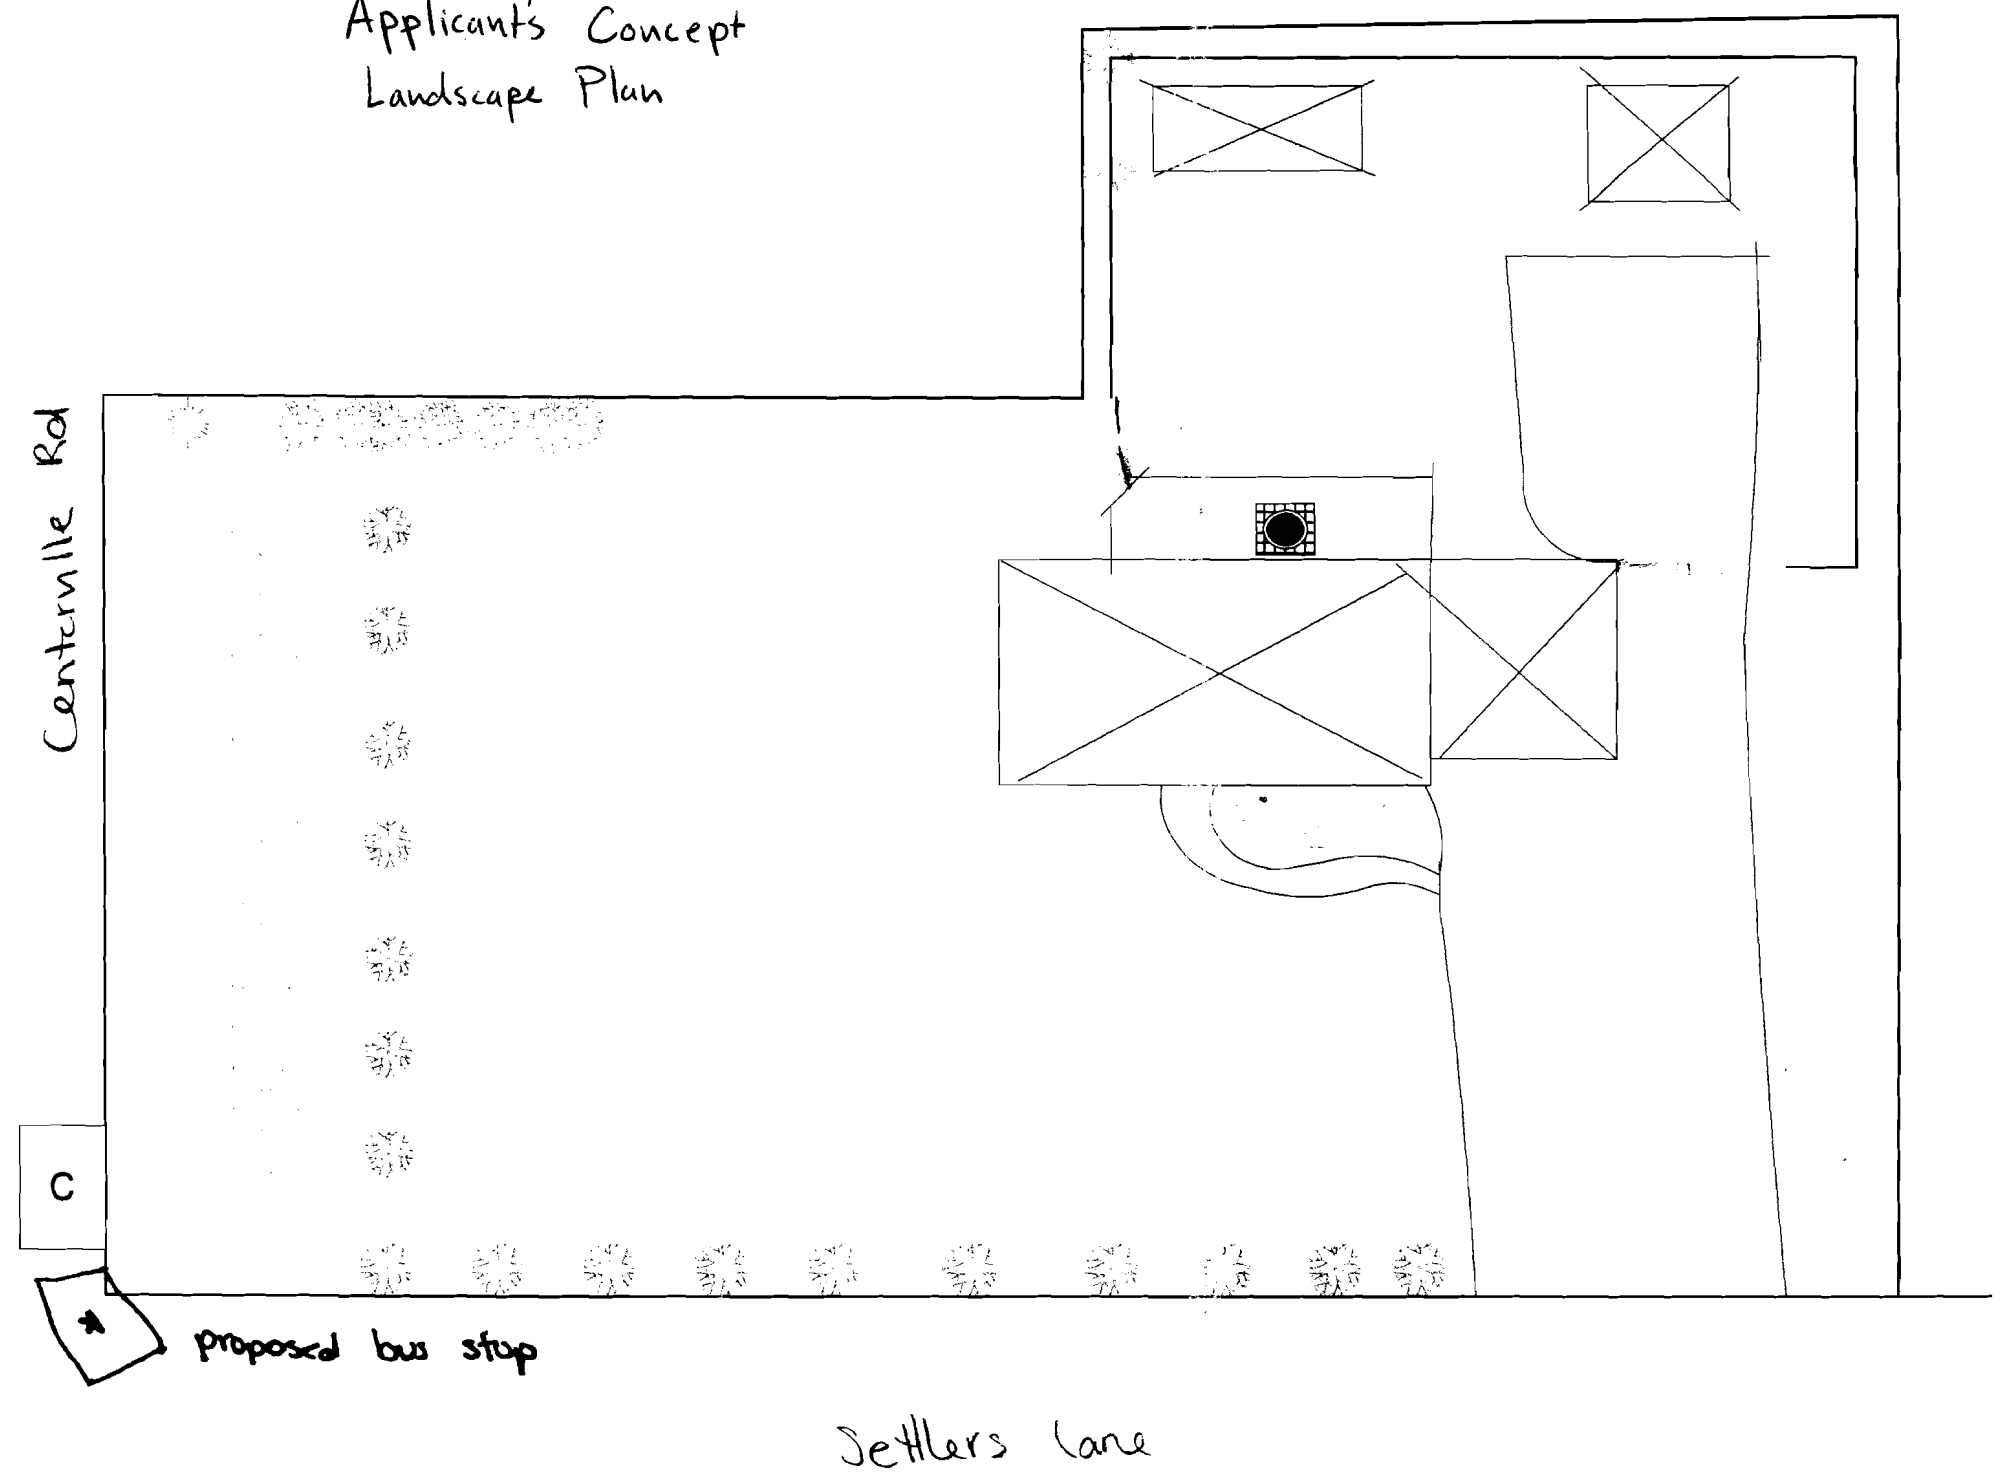 Applicant's Concept
Landscape Plan
Centerville Rd
C
* proposed bus stop
Settlers Lane